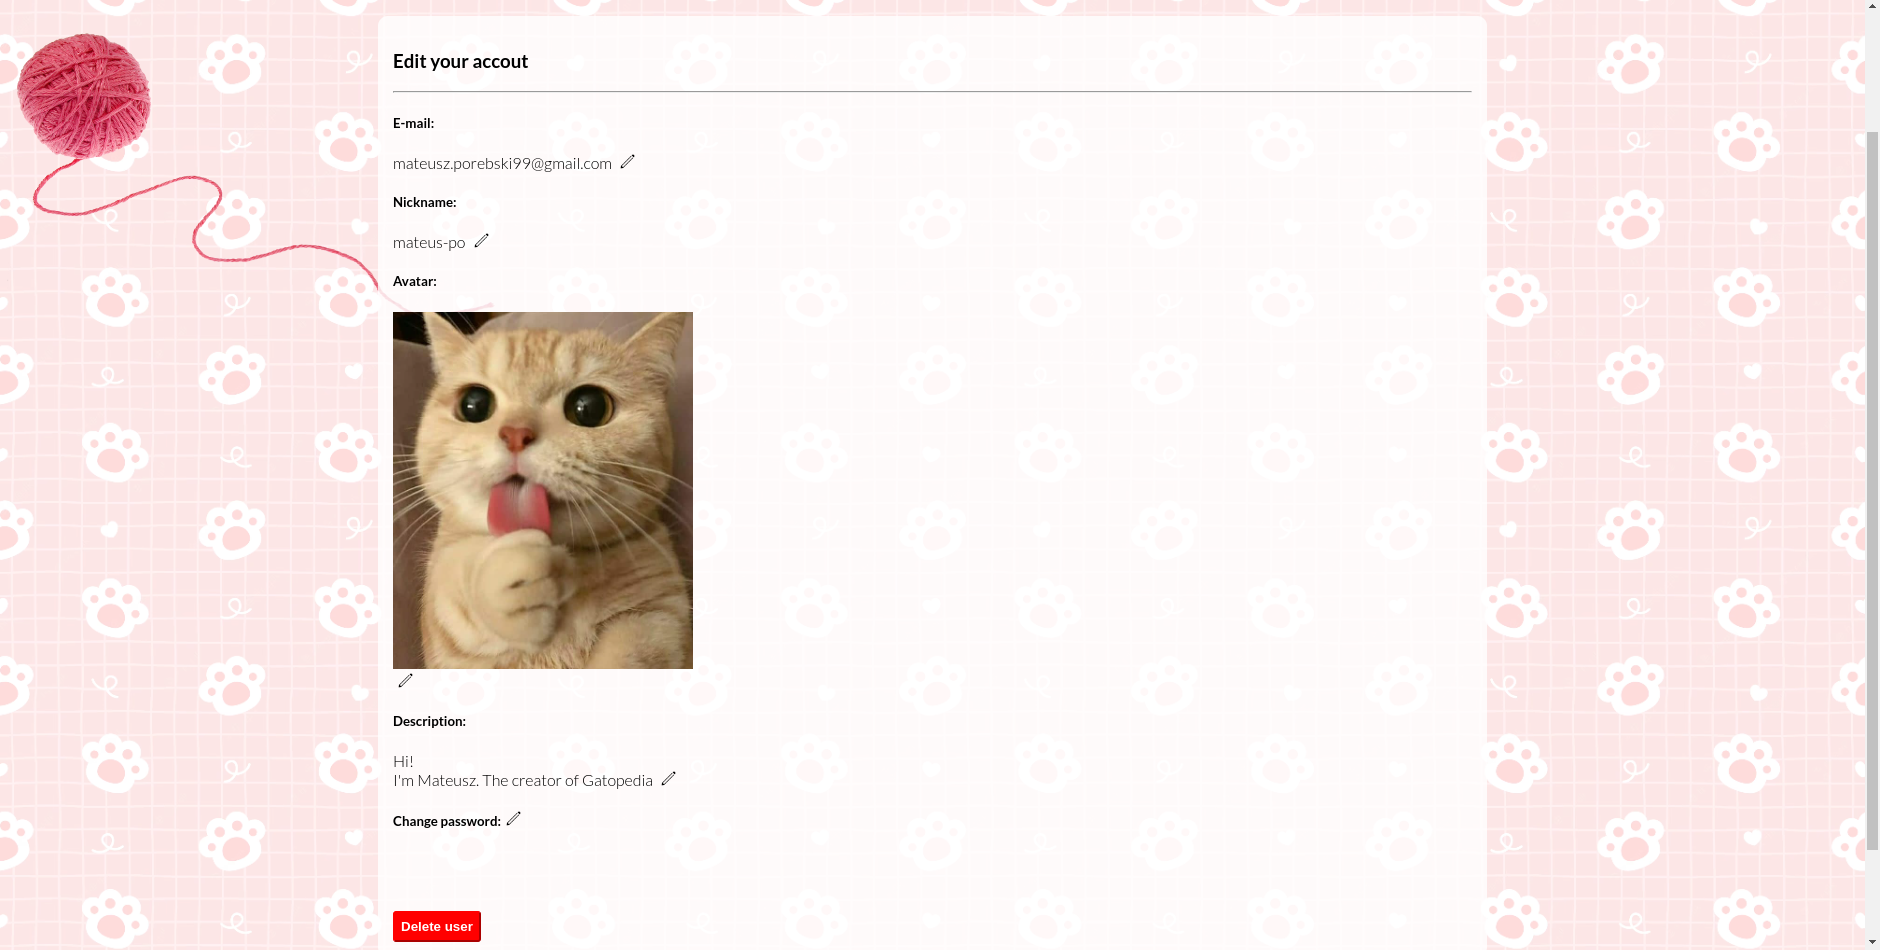 Edit your accout
E-mail:
mateusz.porebski99@gmail.com
Nickname:
mateus-po
Avatar:
Description:
Hi!
I'm Mateusz. The creator of Gatopedia
Change password:
Delete user